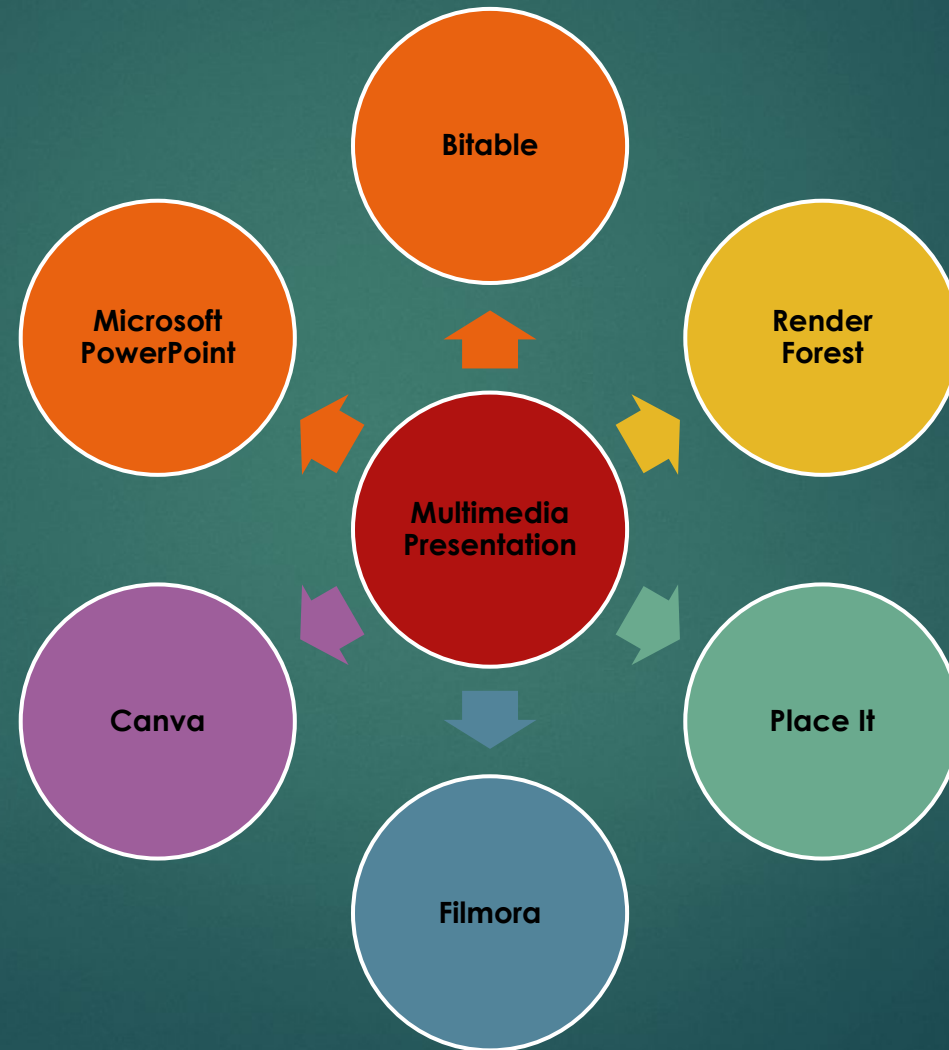 Bitable
Microsoft
PowerPoint
Render
Forest
Multimedia
Presentation
Canva
Place It
Filmora